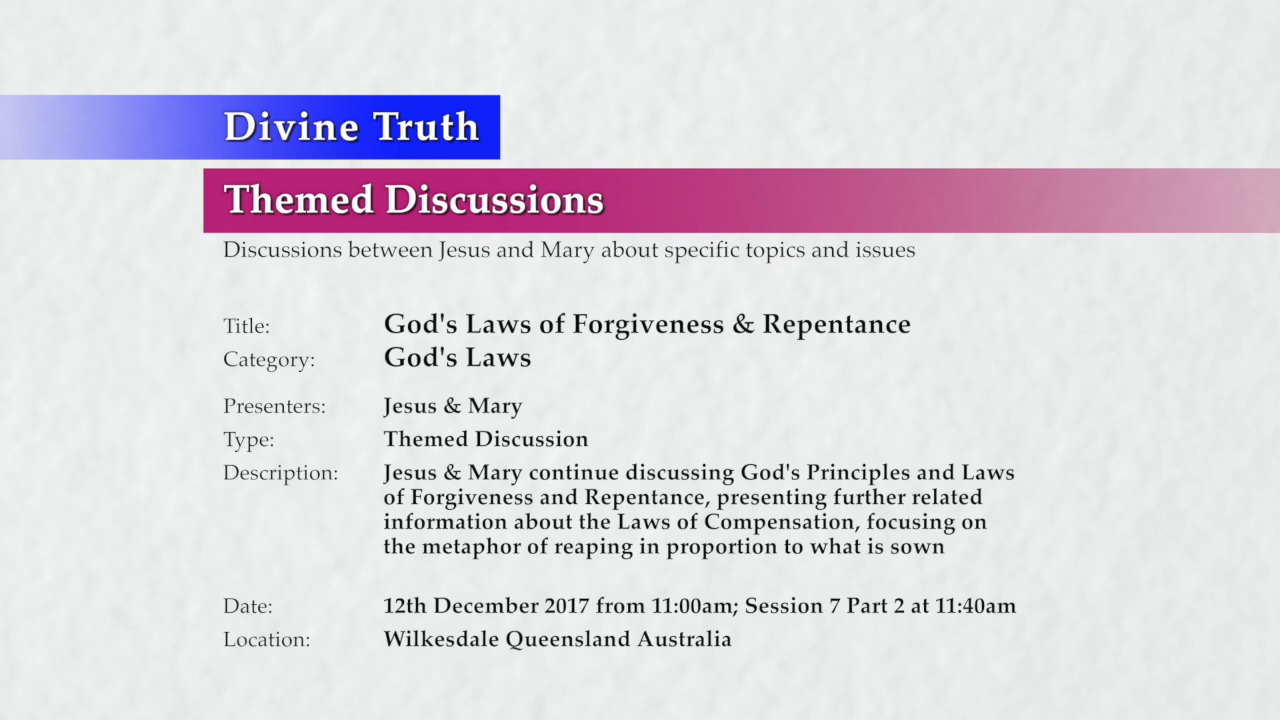 Divine Truth
Themed Discussions
Discussions between Jesus and Mary about specific topics and issues
Title: God's Laws of Forgiveness & Repentance
Category: God's Laws
Presenters: Jesus & Mary
Type: Themed Discussion
Description: Jesus & Mary continue discussing God's Principles and Laws
of Forgiveness and Repentance, presenting further related
information about the Laws of Compensation, focusing on
the metaphor of reaping in proportion to what is sown
Date: 12th December 2017 from 11:00am; Session 7 Part 2 at 11:40am
Location: Wilkesdale Queensland Australia